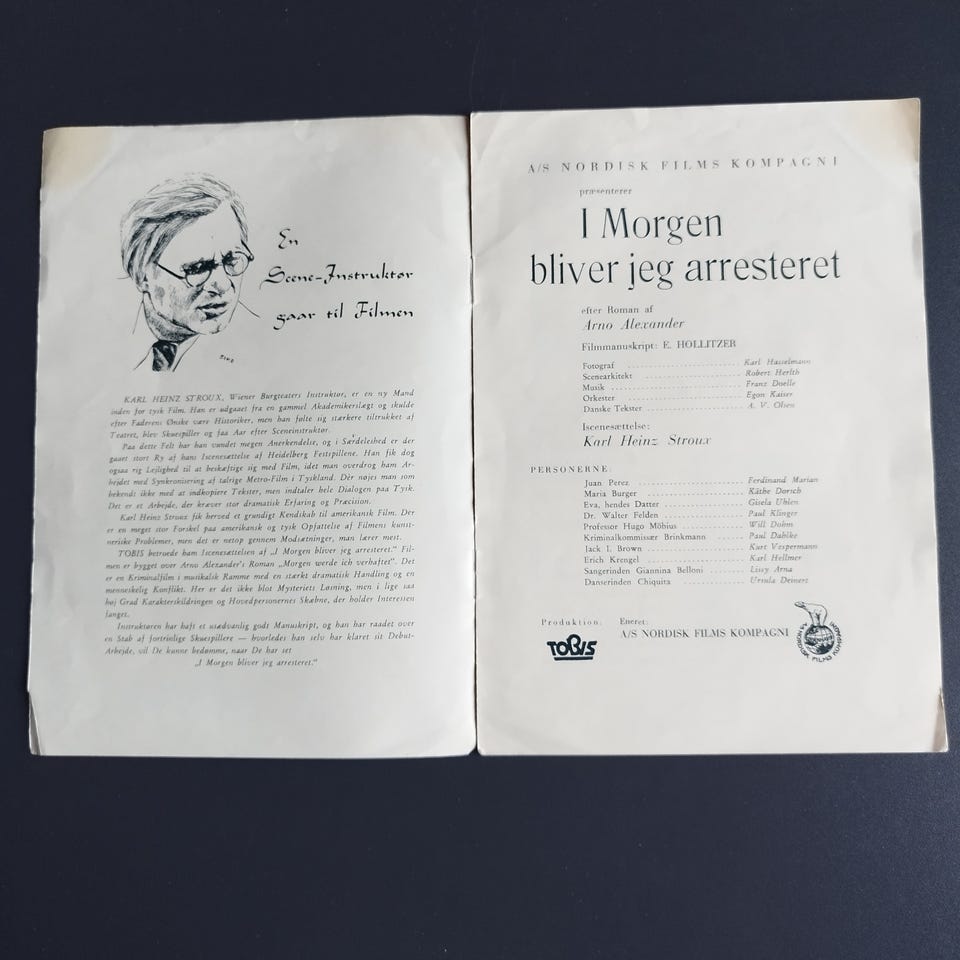 En
Scene-Instruktør
gaar til Filmen
KARL HEINZ STROUX, Wiener Burgteaters Instruktør, er en ny Mand
inden for tysk Film. Han er udgaaet fra en gammel Akademikerslægt og skulde
efter Faderens Ønske være Historiker, men han følte sig stærkere tiltrukket af
Teatret, blev Skuespiller og faa Aar efter Sceneinstruktør.
Paa dette Felt har han vundet megen Anerkendelse, og i Særdeleshed er der
gaaet stort Ry af hans Iscenesættelse af Heidelberg Festspillene. Han fik dog
ogsaa rig Lejlighed til at beskæftige sig med Film, idet man overdrog ham Ar-
bejdet med Synkronisering af talrige Metro-Film i Tyskland. Dér nøjes man som
bekendt ikke med at indkopiere Tekster, men indtaler hele Dialogen paa Tysk.
Det er et Arbejde, der kræver stor dramatisk Erfaring og Præcision.
Karl Heinz Stroux fik herved et grundigt Kendskab til amerikansk Film. Der
er en meget stor Forskel paa amerikansk og tysk Opfattelse af Filmens kunst-
neriske Problemer, men det er netop gennem Modsætninger, man lærer mest.
TOBIS betroede ham Iscenesættelsen af „I Morgen bliver jeg arresteret.“ Fil-
men er bygget over Arno Alexander's Roman „Morgen werde ich verhaftet“. Det
er en Kriminalfilm i musikalsk Ramme med en stærkt dramatisk Handling og en
menneskelig Konflikt. Her er det ikke blot Mysteriets Løsning, men i lige saa
høj Grad Karakterskildringen og Hovedpersonernes Skæbne, der holder Interessen
fanget.
Instruktøren har haft et usædvanlig godt Manuskript, og han har raadet over
en Stab af fortrinlige Skuespillere — hvorledes han selv har klaret sit Debut-
Arbejde, vil De kunne bedømme, naar De har set
„I Morgen bliver jeg arresteret.“
A/S NORDISK FILMS KOMPAGNI
præsenterer
I Morgen
bliver jeg arresteret
efter Roman af
Arno Alexander
Filmmanuskript: E. HOLLITZER
Fotograf .................... Karl Hasselmann
Scenearkitekt .................... Robert Herlth
Musik .................... Franz Doelle
Orkester .................... Egon Kaiser
Danske Tekster .................... A. V. Olsen
Iscenesættelse:
Karl Heinz Stroux
PERSONERNE:
Juan Perez .................... Ferdinand Marian
Maria Burger .................... Käthe Dorsch
Eva, hendes Datter .................... Gisela Uhlen
Dr. Walter Felden .................... Paul Klinger
Professor Hugo Möbius .................... Will Dohm
Kriminalkommissær Brinkmann .................... Paul Dahlke
Jack I. Brown .................... Kurt Vespermann
Erich Krengel .................... Karl Hellmer
Sangerinden Giannina Belloni .................... Lissy Arna
Danserinden Chiquita .................... Ursula Deinert
Produktion:
TOBIS
Eneret:
A/S NORDISK FILMS KOMPAGNI
A/S NORDISK FILMS KOMPAGNI